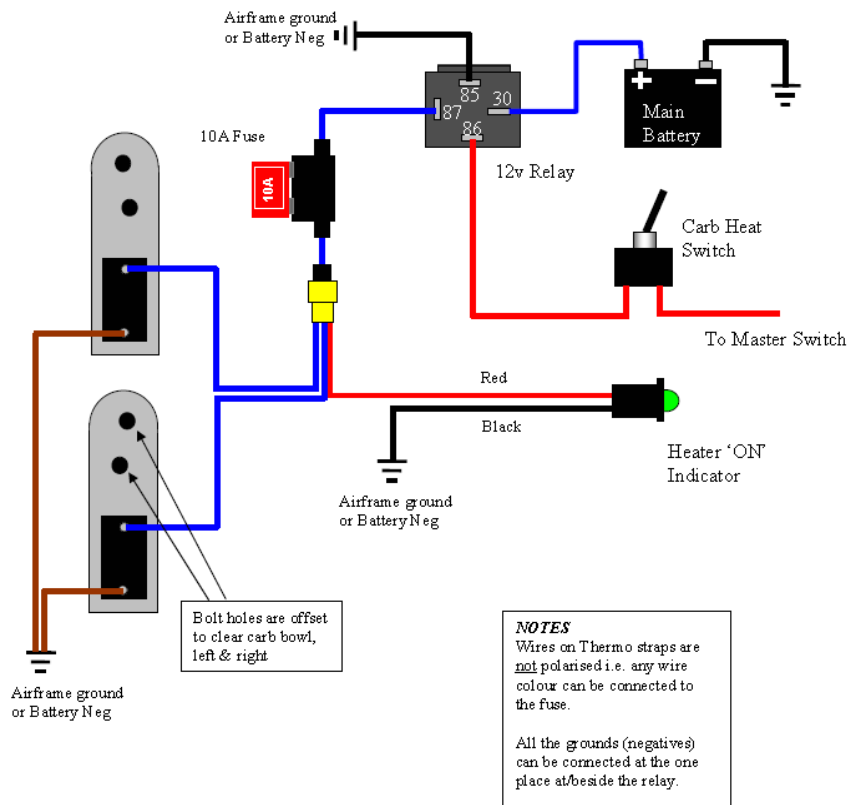 Airframe ground
or Battery Neg
85
30
87
86
+
-
Main
Battery
10A Fuse
10A
12v Relay
Carb Heat
Switch
To Master Switch
Red
Black
Heater ‘ON’
Indicator
Airframe ground
or Battery Neg
Bolt holes are offset
to clear carb bowl,
left & right
Airframe ground
or Battery Neg
NOTES
Wires on Thermo straps are
not polarised i.e. any wire
colour can be connected to
the fuse.
All the grounds (negatives)
can be connected at the one
place at/beside the relay.